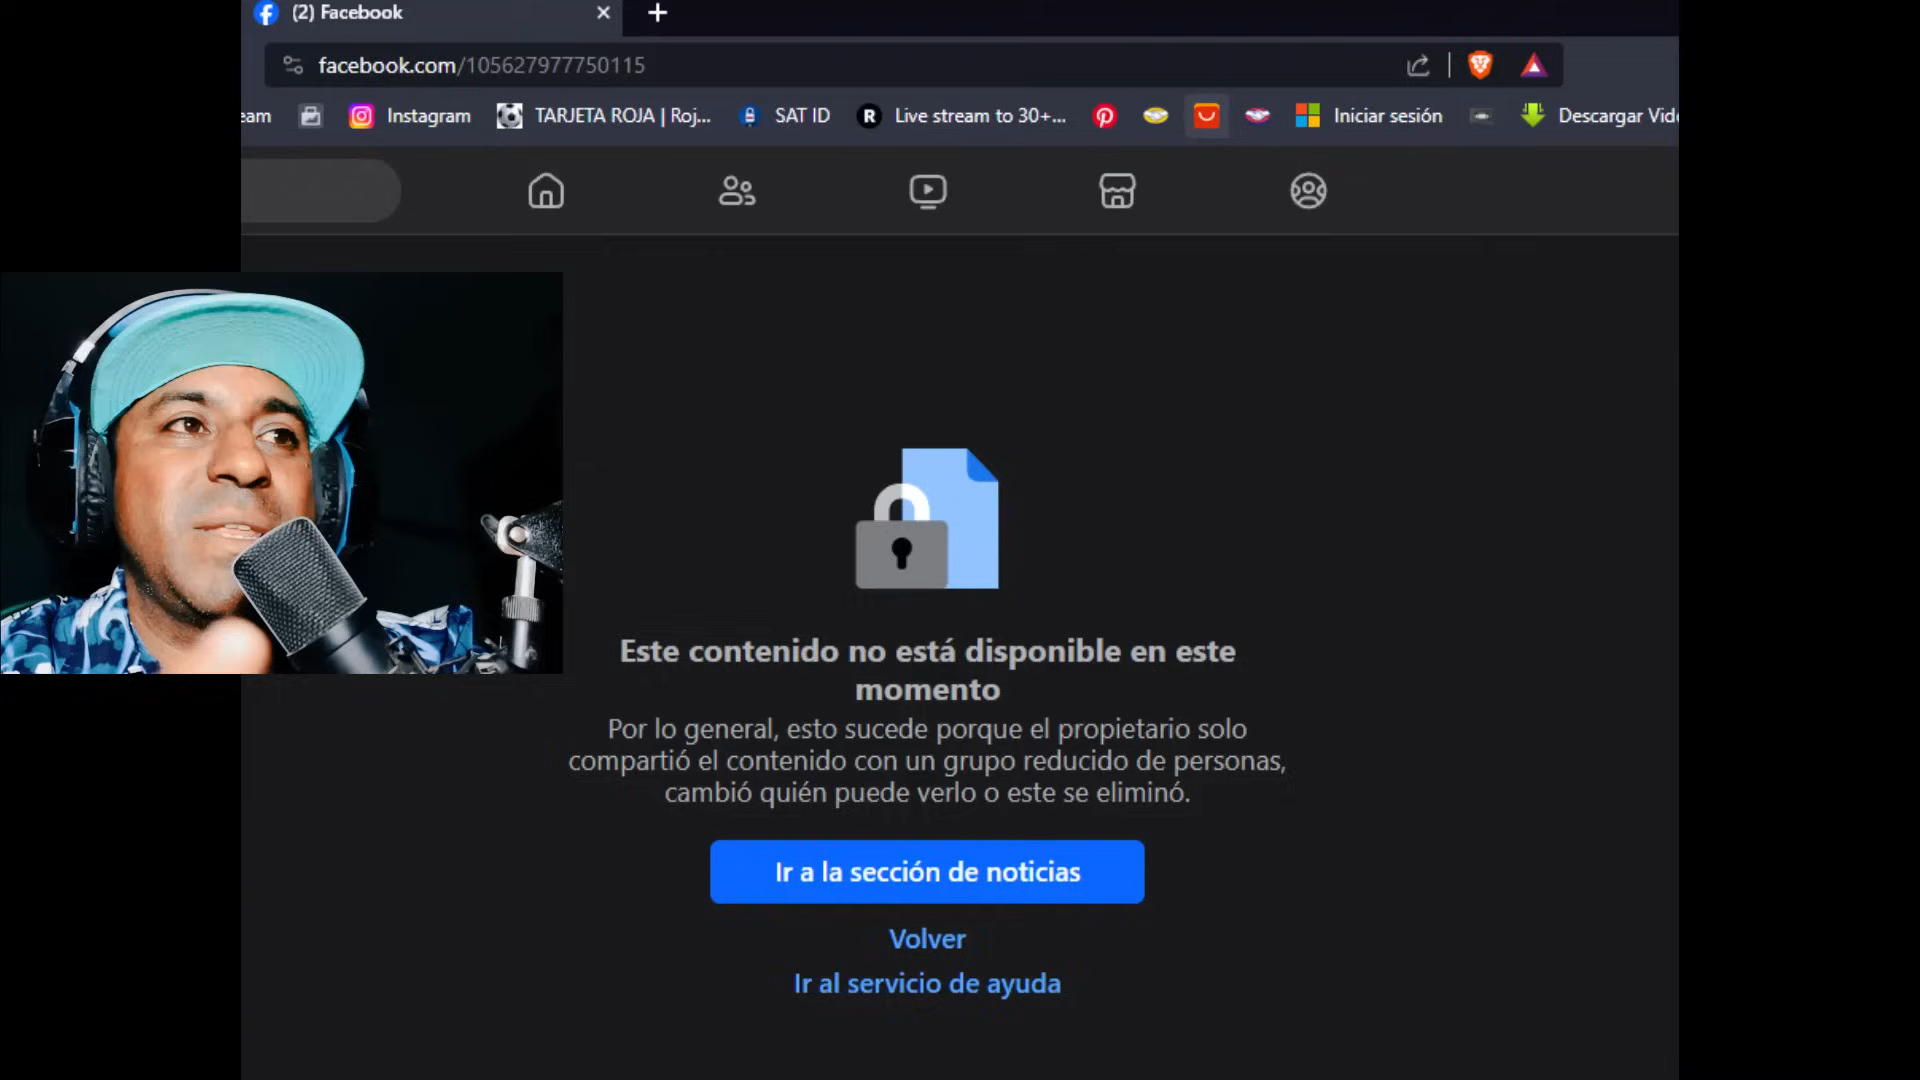 (2) Facebook
facebook.com/105627977750115
eam
Instagram
TARJETA ROJA | Roj...
SAT ID
R
Live stream to 30+...
Iniciar sesión
Descargar Vid
Este contenido no está disponible en este
momento
Por lo general, esto sucede porque el propietario solo
compartió el contenido con un grupo reducido de personas,
cambió quién puede verlo o este se eliminó.
Ir a la sección de noticias
Volver
Ir al servicio de ayuda